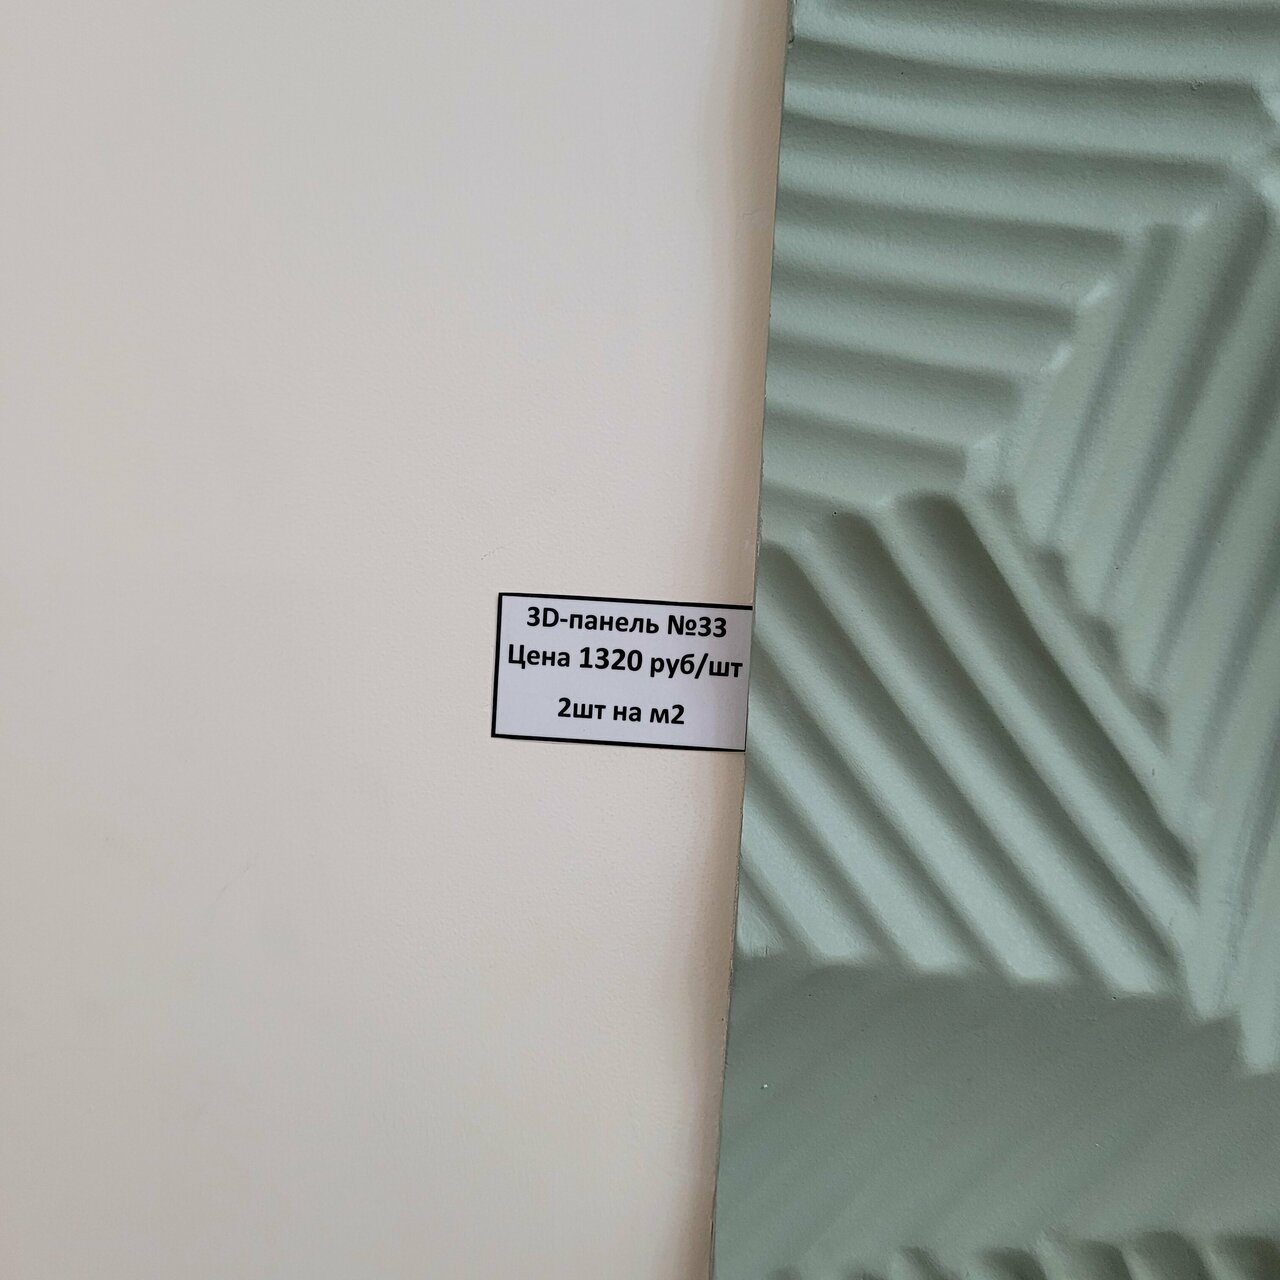 3D-панель №33
Цена 1320 руб/шт
2шт на м2